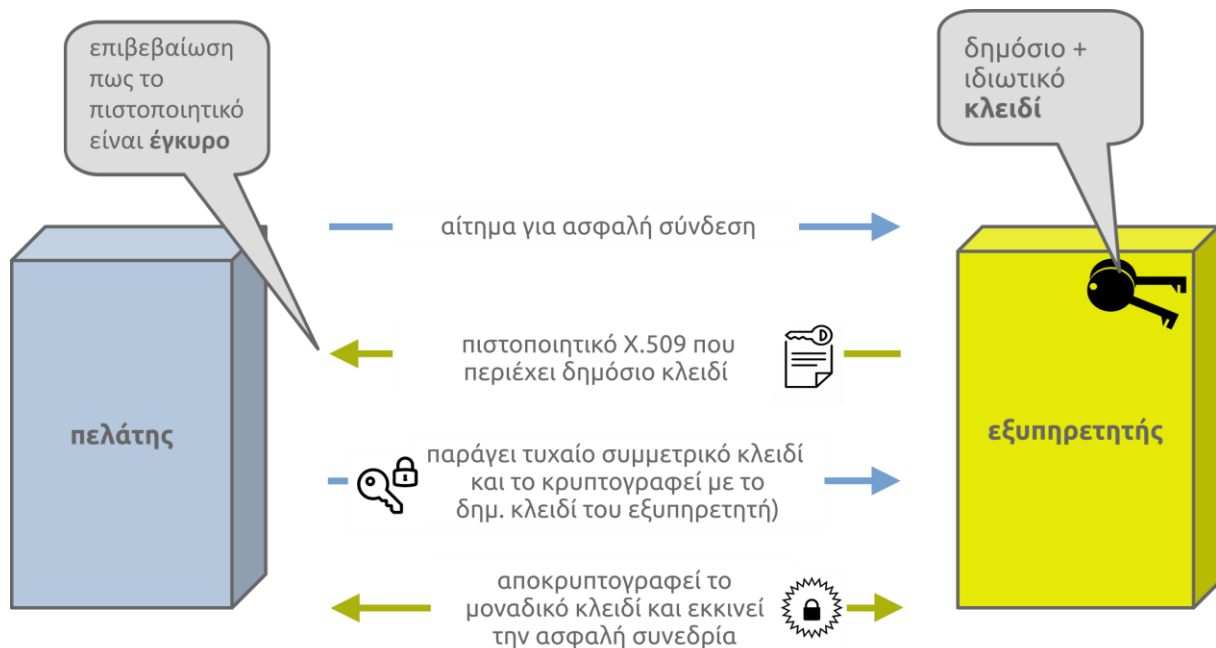 επιβεβαίωση
πως το
πιστοποιητικό
είναι έγκυρο
δημόσιο +
ιδιωτικό
κλειδί
αίτημα για ασφαλή σύνδεση
πιστοποιητικό X.509 που
περιέχει δημόσιο κλειδί
πελάτης
εξυπηρετητής
παράγει τυχαίο συμμετρικό κλειδί
και το κρυπτογραφεί με το
δημ. κλειδί του εξυπηρετητή)
αποκρυπτογραφεί το
μοναδικό κλειδί και εκκινεί
την ασφαλή συνεδρία